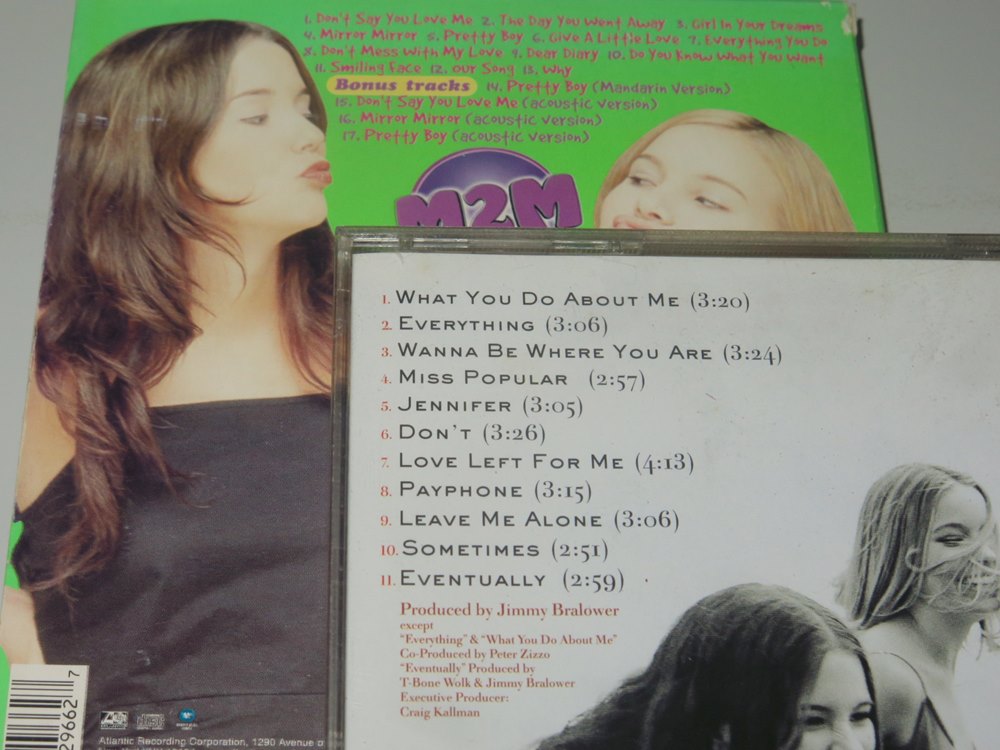 1. Don't Say You Love Me 2. The Day You Went Away 3. Girl In Your Dreams
4. Mirror Mirror 5. Pretty Boy 6. Give A Little Love 7. Everything You Do
8. Don't Mess With My Love 9. Dear Diary 10. Do You Know What You Want
11. Smiling Face 12. Our Song 13. Why
Bonus tracks 14. Pretty Boy (Mandarin Version)
15. Don't Say You Love Me (acoustic version)
16. Mirror Mirror (acoustic version)
17. Pretty Boy (acoustic version)
M2M
1. What You Do About Me (3:20)
2. Everything (3:06)
3. Wanna Be Where You Are (3:24)
4. Miss Popular (2:57)
5. Jennifer (3:05)
6. Don't (3:26)
7. Love Left For Me (4:13)
8. Payphone (3:15)
9. Leave Me Alone (3:06)
10. Sometimes (2:51)
11. Eventually (2:59)
Produced by Jimmy Bralower
except
"Everything" & "What You Do About Me"
Co-Produced by Peter Zizzo
"Eventually" Produced by
T-Bone Wolk & Jimmy Bralower
Executive Producer:
Craig Kallman
29662 7
Atlantic Recording Corporation, 1290 Avenue